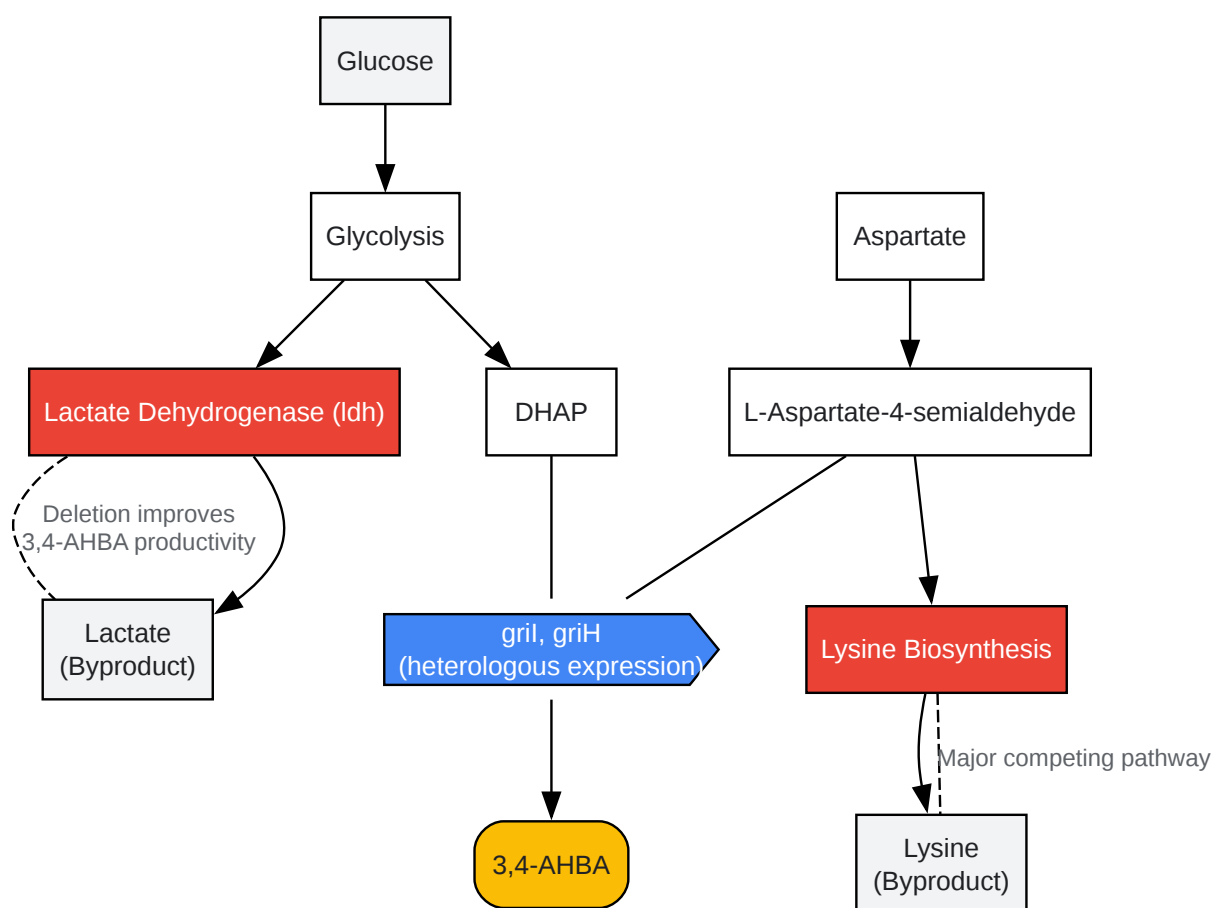 Glucose
Glycolysis
Aspartate
Lactate Dehydrogenase (ldh)
DHAP
L-Aspartate-4-semialdehyde
Deletion improves
3,4-AHBA productivity
Lactate
(Byproduct)
griI, griH
(heterologous expression)
Lysine Biosynthesis
Major competing pathway
3,4-AHBA
Lysine
(Byproduct)